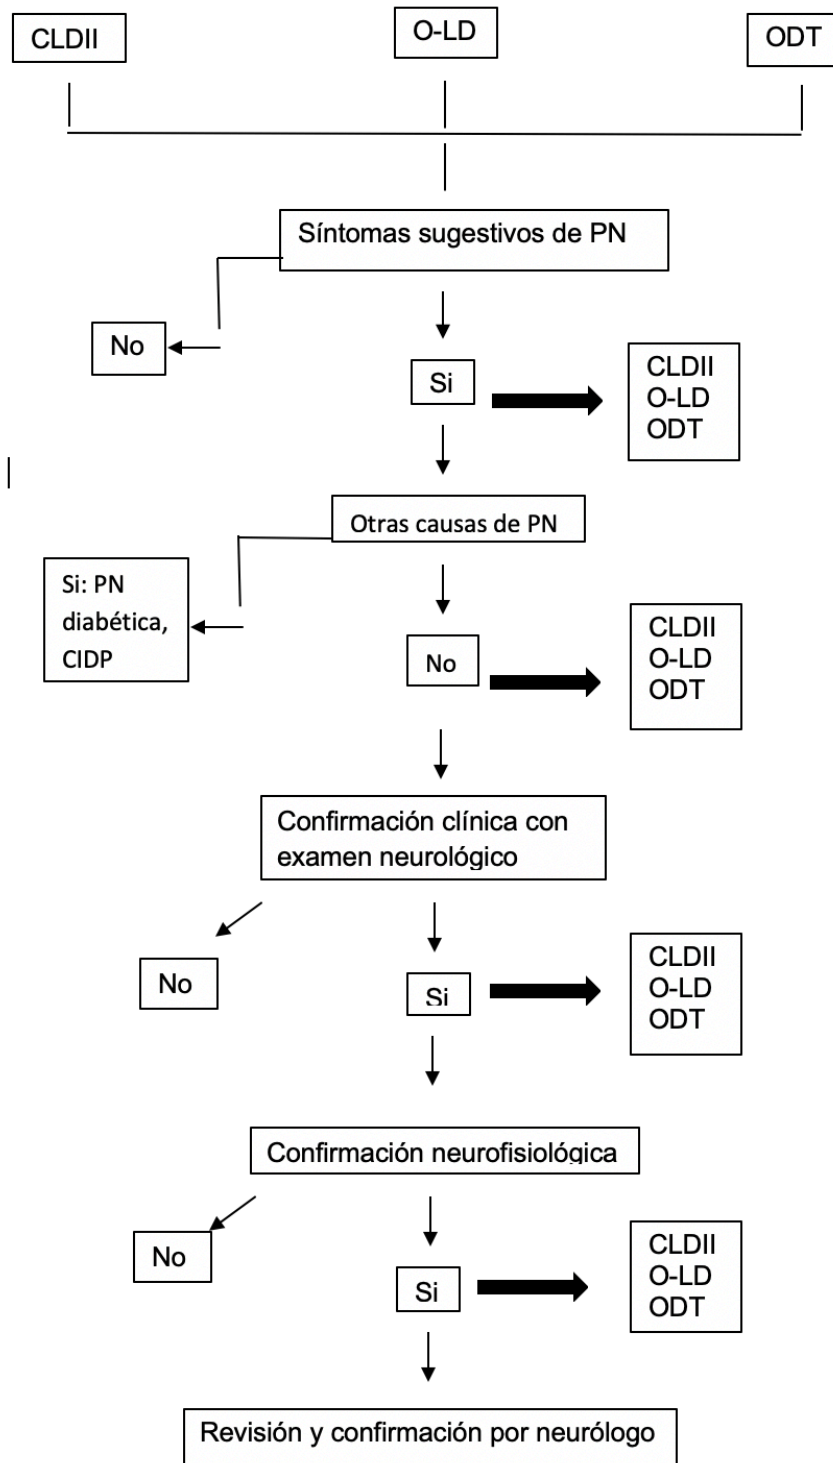 CLDII
O-LD
ODT
Síntomas sugestivos de PN
No
Si
CLDII
O-LD
ODT
Otras causas de PN
Si: PN
diabética,
CIDP
No
CLDII
O-LD
ODT
Confirmación clínica con
examen neurológico
No
Si
CLDII
O-LD
ODT
Confirmación neurofisiológica
No
Si
CLDII
O-LD
ODT
Revisión y confirmación por neurólogo